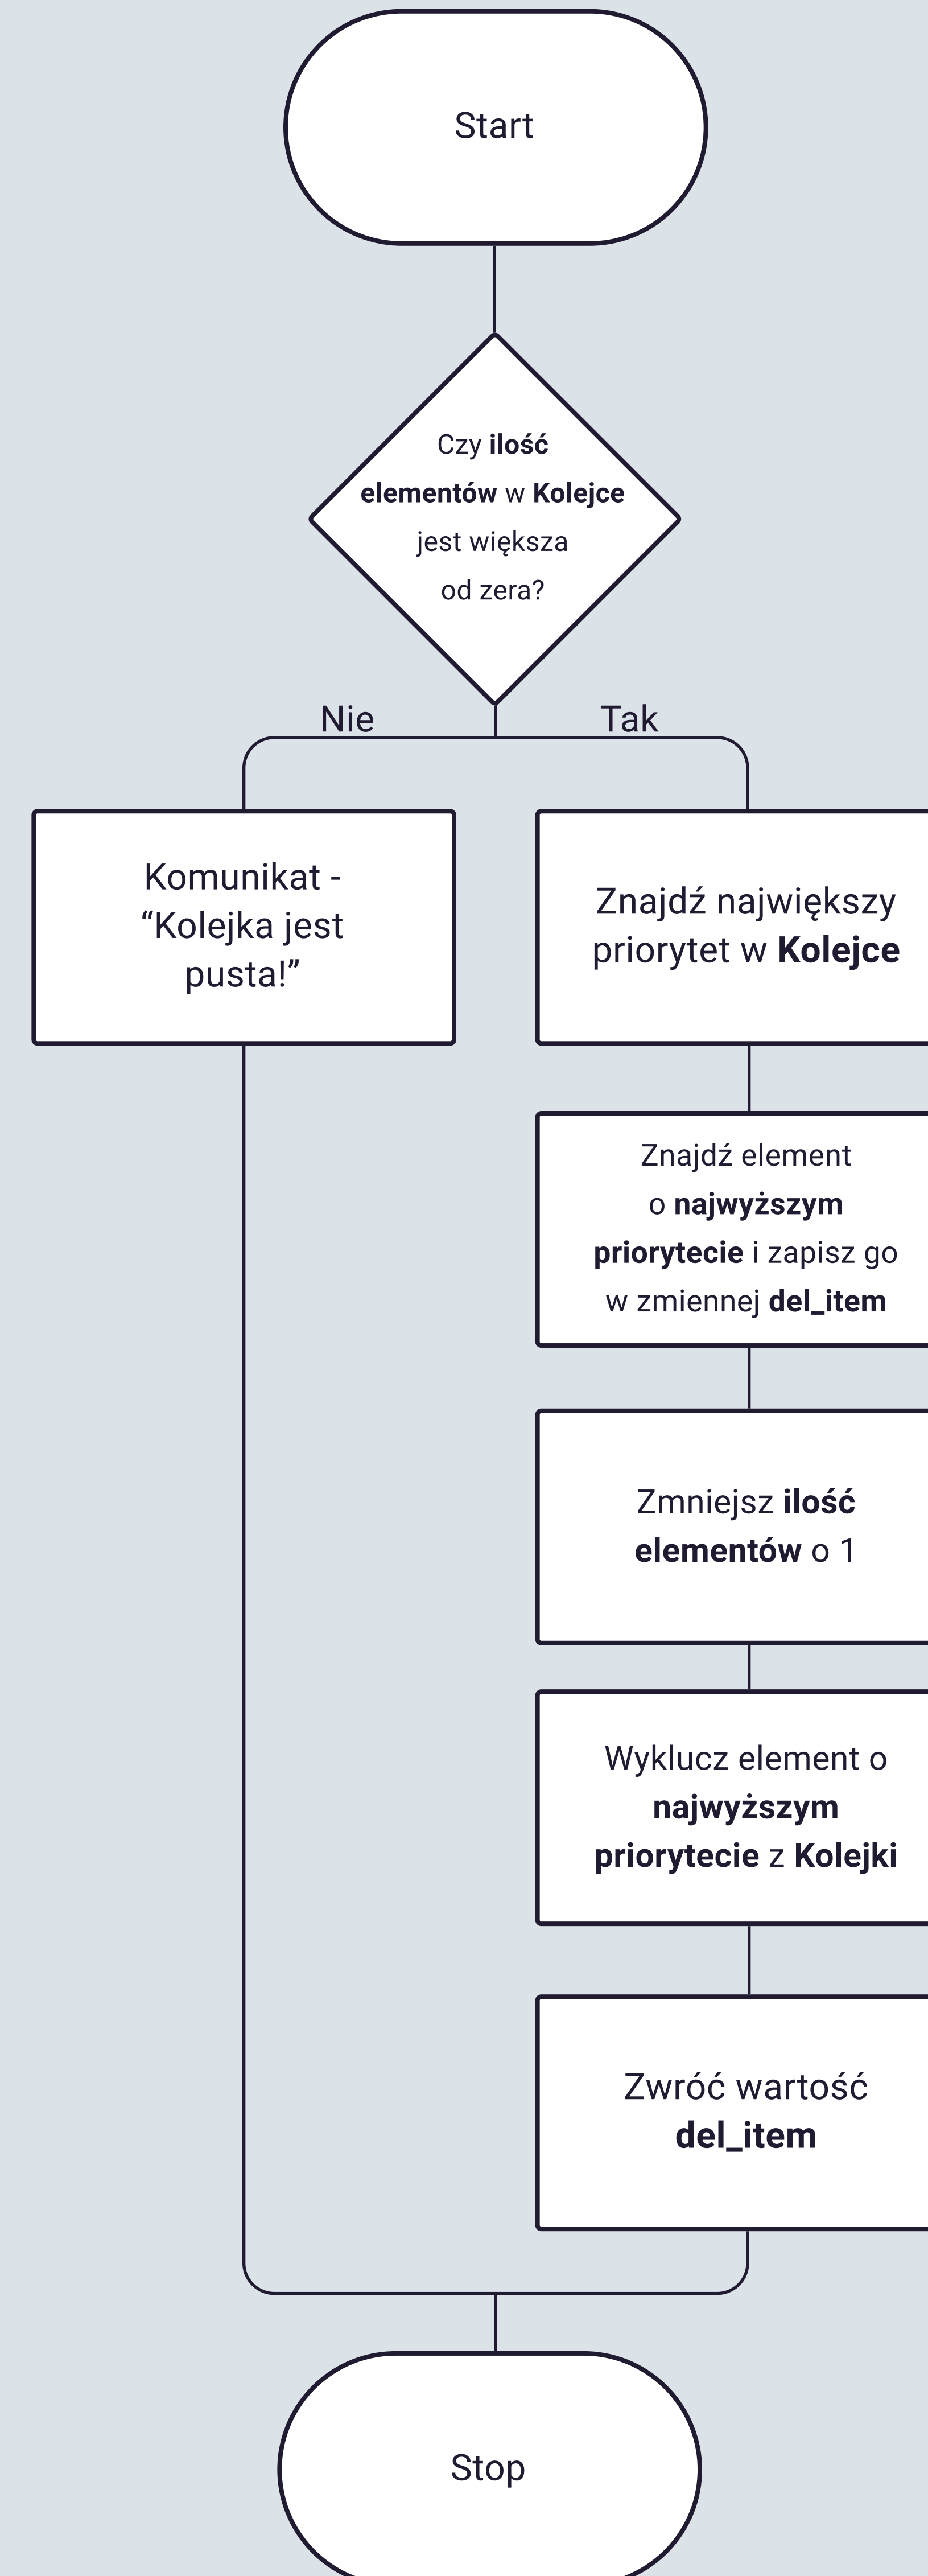 Start
Czy ilość
elementów w Kolejce
jest większa
od zera?
Nie
Tak
Komunikat -
“Kolejka jest
pusta!”
Znajdź największy
priorytet w Kolejce
Znajdź element
o najwyższym
priorytecie i zapisz go
w zmiennej del_item
Zmniejsz ilość
elementów o 1
Wyklucz element o
najwyższym
priorytecie z Kolejki
Zwróć wartość
del_item
Stop